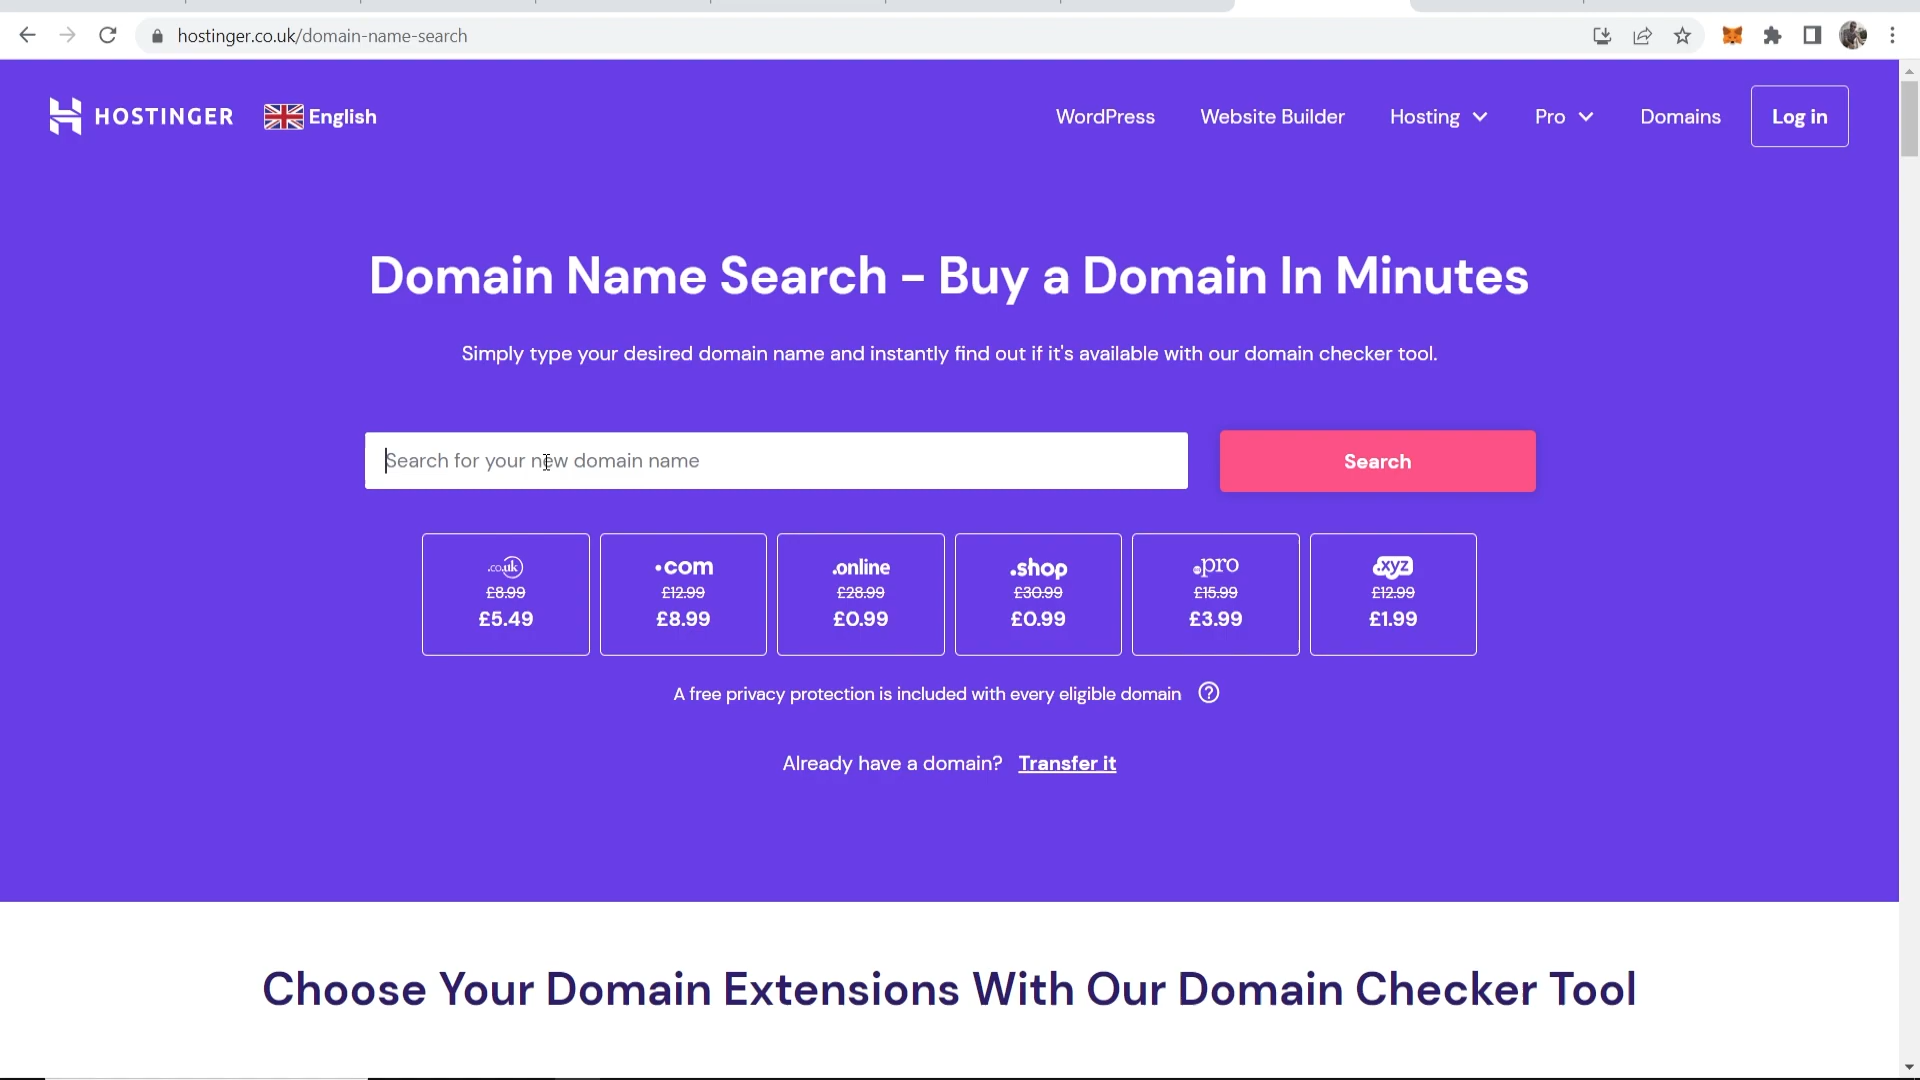 hostinger.co.uk/domain-name-search
HOSTINGER English WordPress Website Builder Hosting Pro Domains Log in
Domain Name Search - Buy a Domain In Minutes
Simply type your desired domain name and instantly find out if it's available with our domain checker tool.
Search for your new domain name Search
.co.uk .com .online .shop .pro .xyz
£8.99 £12.99 £28.99 £30.99 £15.99 £12.99
£5.49 £8.99 £0.99 £0.99 £3.99 £1.99
A free privacy protection is included with every eligible domain ?
Already have a domain? Transfer it
Choose Your Domain Extensions With Our Domain Checker Tool